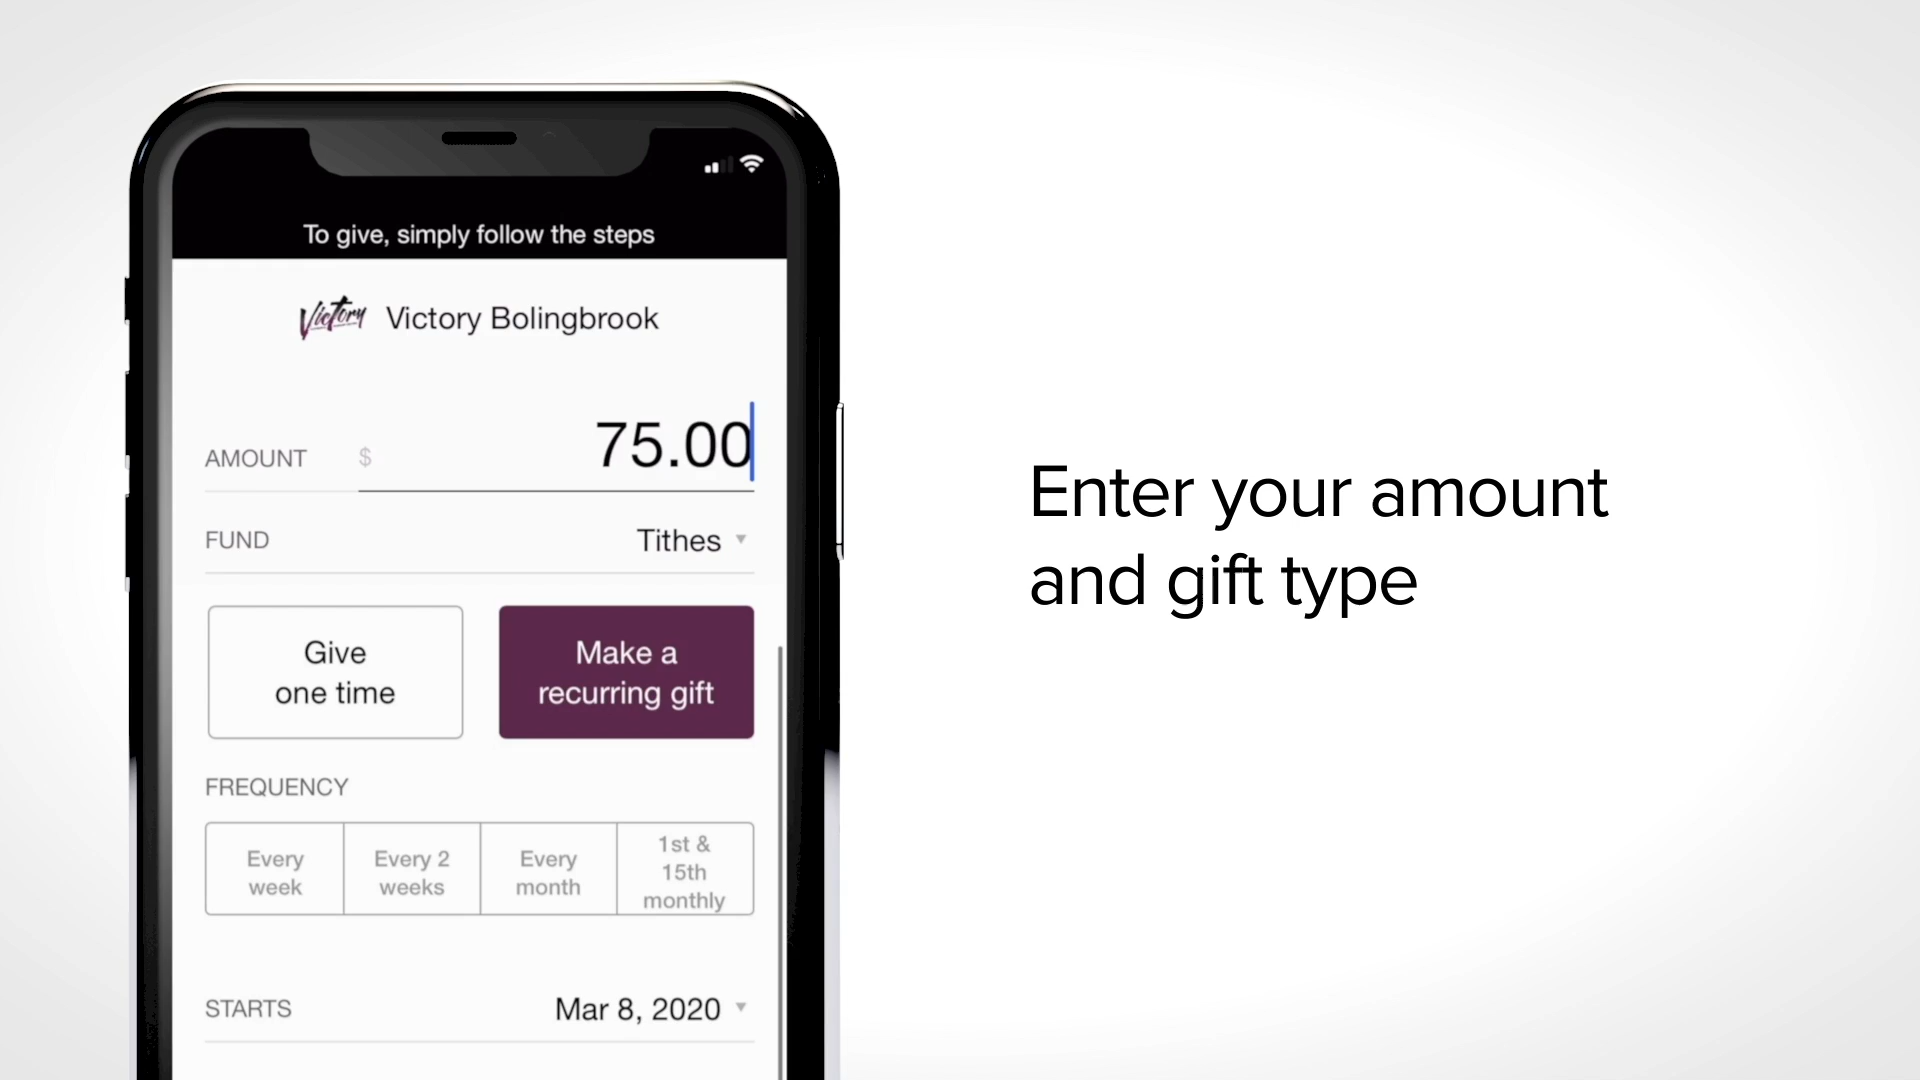 To give, simply follow the steps
Victory Victory Bolingbrook
AMOUNT $ 75.00
FUND Tithes
Give
one time
Make a
recurring gift
FREQUENCY
Every
week
Every 2
weeks
Every
month
1st &
15th
monthly
STARTS Mar 8, 2020
Enter your amount
and gift type